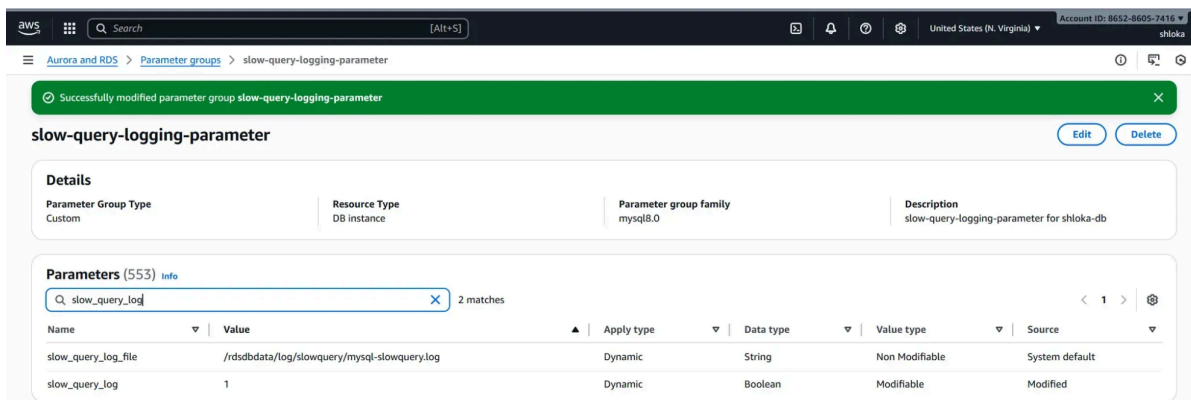 Account ID: 8652-8605-7416
aws Search [Alt+S] United States (N. Virginia) shloka
Aurora and RDS > Parameter groups > slow-query-logging-parameter
Successfully modified parameter group slow-query-logging-parameter
slow-query-logging-parameter Edit Delete
Details
Parameter Group Type Resource Type Parameter group family Description
Custom DB instance mysql8.0 slow-query-logging-parameter for shloka-db
Parameters (553) Info
slow_query_log 2 matches 1
Name Value Apply type Data type Value type Source
slow_query_log_file /rdsdbdata/log/slowquery/mysql-slowquery.log Dynamic String Non Modifiable System default
slow_query_log 1 Dynamic Boolean Modifiable Modified